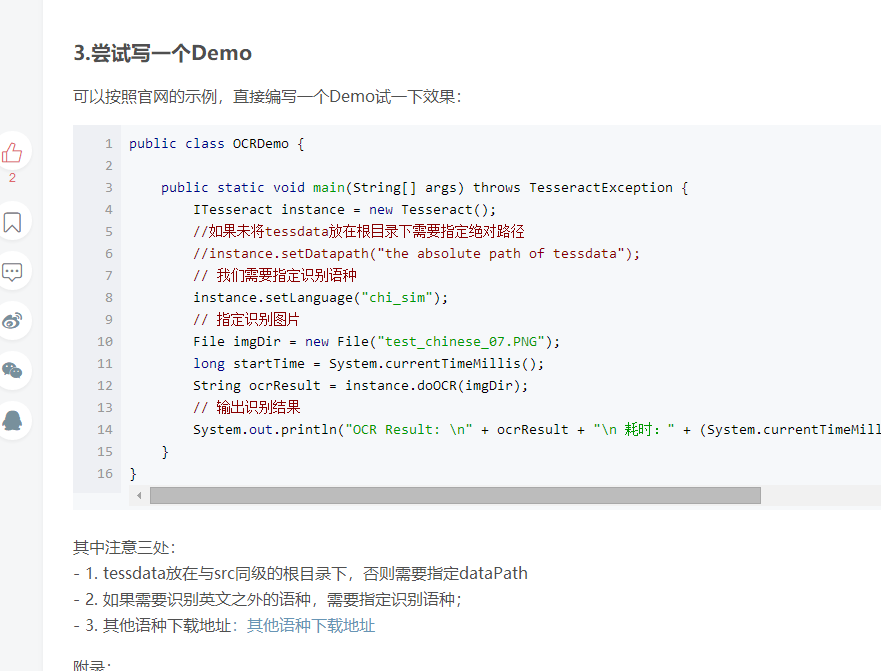 3.尝试写一个Demo
可以按照官网的示例，直接编写一个Demo试一下效果：
1 public class OCRDemo {
2
3 public static void main(String[] args) throws TesseractException {
4 ITesseract instance = new Tesseract();
5 //如果未将tessdata放在根目录下需要指定绝对路径
6 //instance.setDatapath("the absolute path of tessdata");
7 // 我们需要指定识别语种
8 instance.setLanguage("chi_sim");
9 // 指定识别图片
10 File imgDir = new File("test_chinese_07.PNG");
11 long startTime = System.currentTimeMillis();
12 String ocrResult = instance.doOCR(imgDir);
13 // 输出识别结果
14 System.out.println("OCR Result: \n" + ocrResult + "\n 耗时：" + (System.currentTimeMill
15 }
16 }
2
其中注意三处：
- 1. tessdata放在与src同级的根目录下，否则需要指定dataPath
- 2. 如果需要识别英文之外的语种，需要指定识别语种；
- 3. 其他语种下载地址：其他语种下载地址
附录：